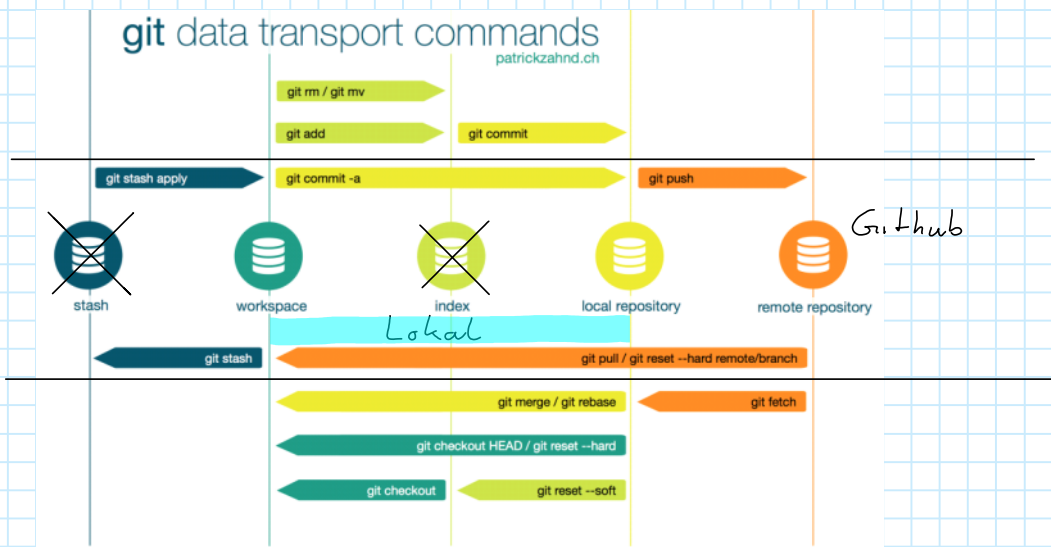 git data transport commands
patrickzahnd.ch
git rm / git mv
git add
git commit
git stash apply
git commit -a
git push
Github
stash
workspace
index
local repository
remote repository
Lokal
git stash
git pull / git reset --hard remote/branch
git merge / git rebase
git fetch
git checkout HEAD / git reset --hard
git checkout
git reset --soft